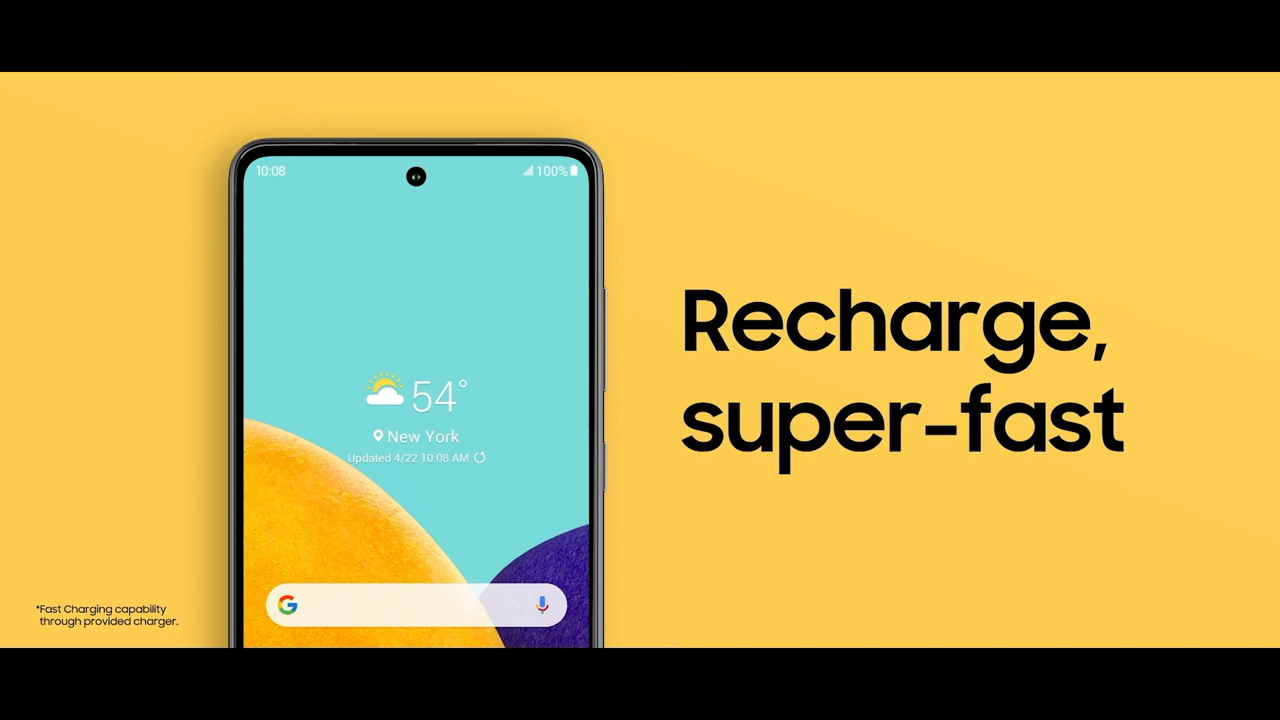 10:08
100%
54°
New York
Updated 4/22 10:08 AM
Recharge,
super-fast
*Fast Charging capability
through provided charger.